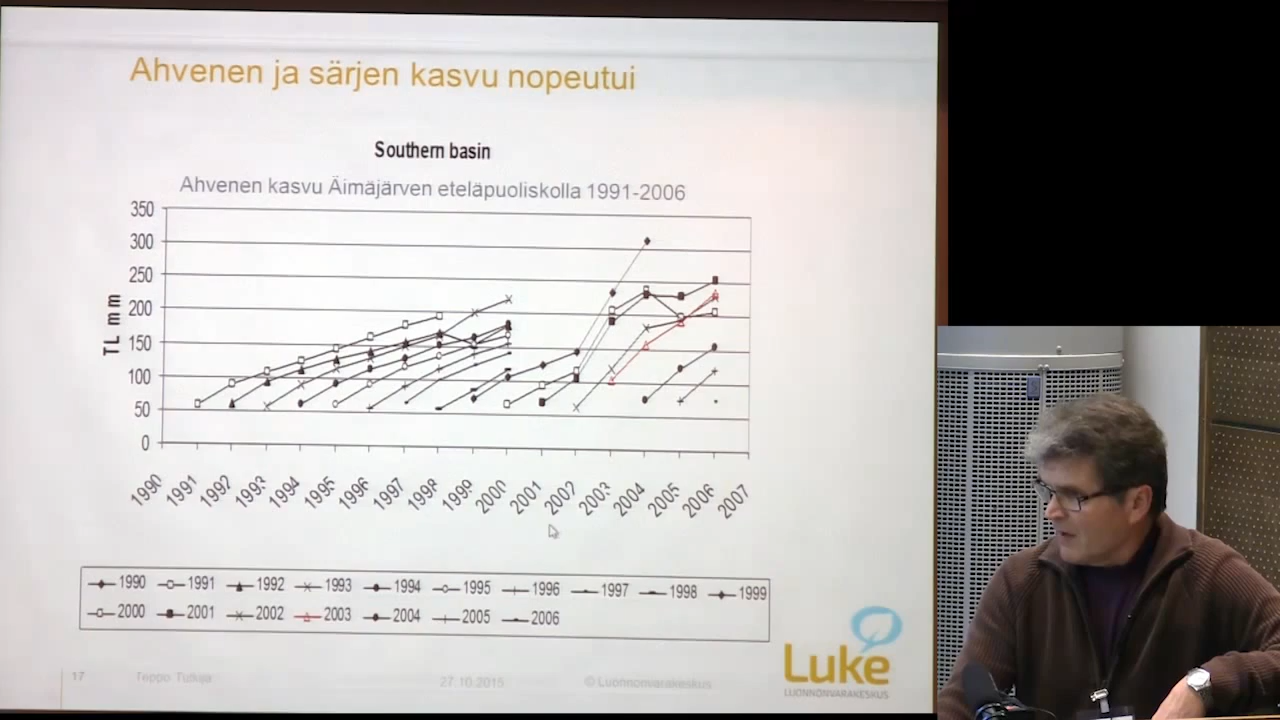 Ahvenen ja särjen kasvu nopeutui
Southern basin
Ahvenen kasvu Äimäjärven eteläpuoliskolla 1991-2006
350
300
250
200
150
100
50
0
TL mm
1990 1991 1992 1993 1994 1995 1996 1997 1998 1999 2000 2001 2002 2003 2004 2005 2006 2007
1990 1991 1992 1993 1994 1995 1996 1997 1998 1999
2000 2001 2002 2003 2004 2005 2006
Luke
LUONNONVARAKESKUS
17 Teppo Tutkija 27.10.2015 © Luonnonvarakeskus